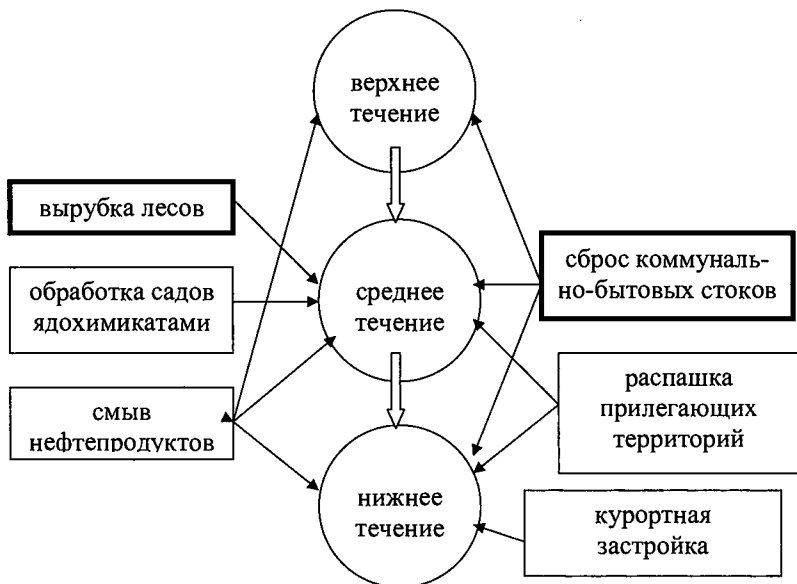 верхнее
течение
вырубка лесов
сброс коммуналь-
но-бытовых стоков
обработка садов
ядохимикатами
среднее
течение
смыв
нефтепродуктов
распашка
прилегающих
территорий
нижнее
течение
курортная
застройка